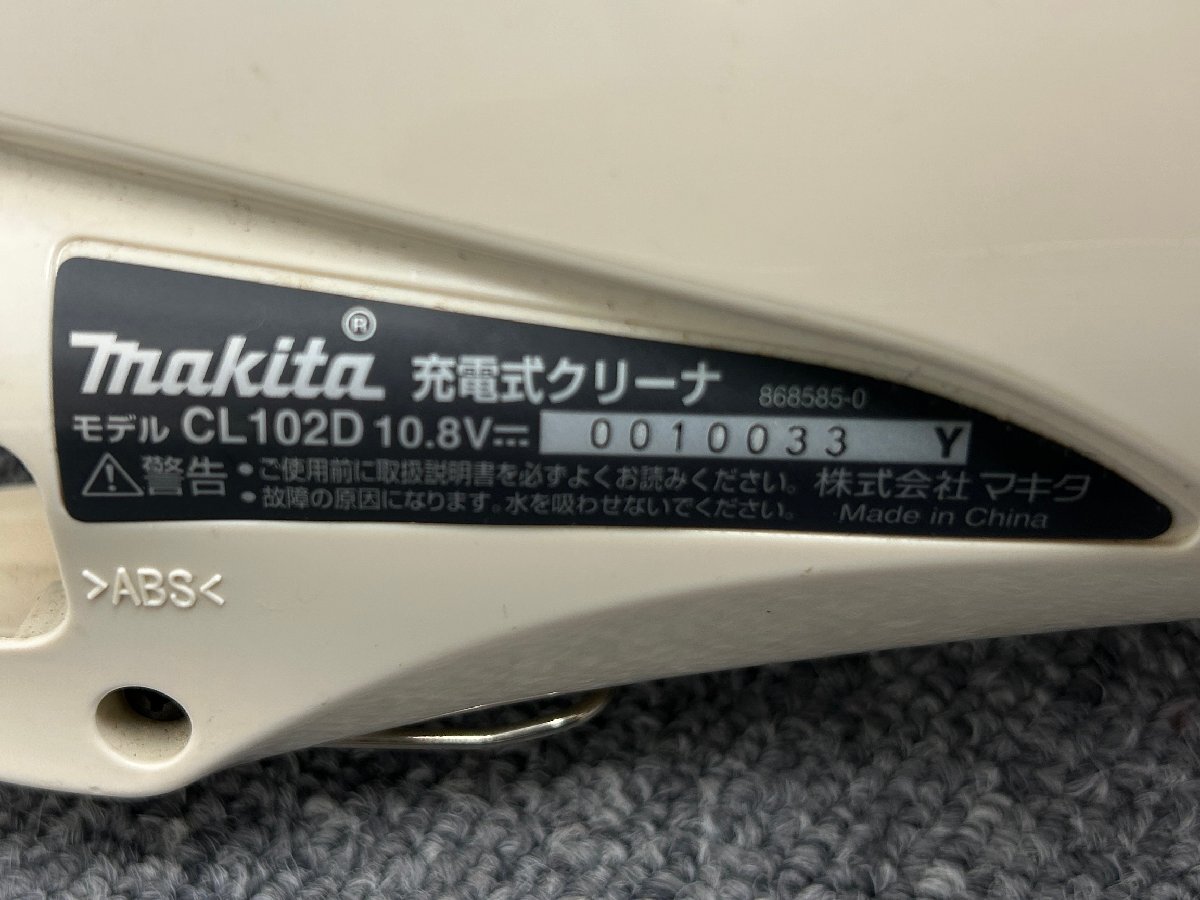 makita® 充電式クリーナ 868585-0
モデル CL102D 10.8V⎓ 0010033 Y
⚠警告 •ご使用前に取扱説明書を必ずよくお読みください。 株式会社 マキタ
•故障の原因になります。水を吸わせないでください。 Made in China
>ABS<